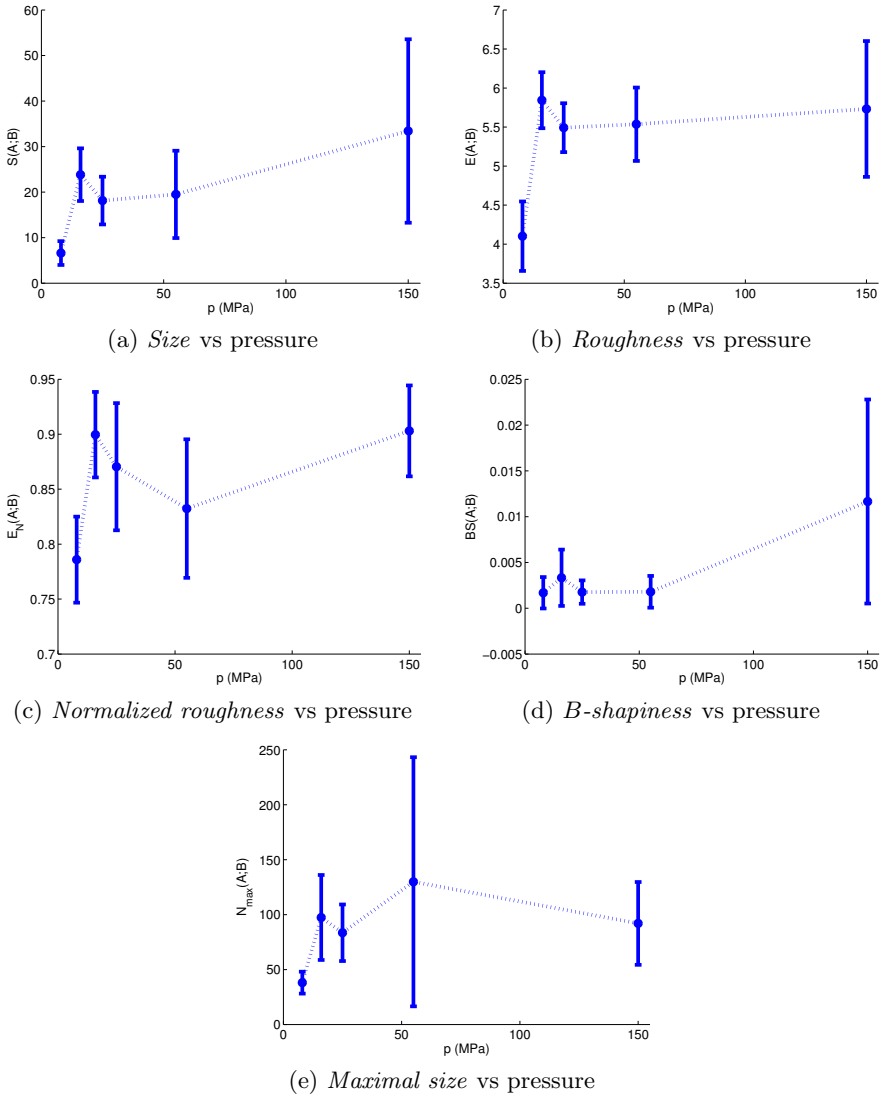 60
50
40
30
20
10
0
0 50 100 150
S(A;B)
p (MPa)
(a) Size vs pressure
7
6.5
6
5.5
5
4.5
4
3.5
0 50 100 150
E(A;B)
p (MPa)
(b) Roughness vs pressure
0.95
0.9
0.85
0.8
0.75
0.7
0 50 100 150
E_N(A;B)
p (MPa)
(c) Normalized roughness vs pressure
0.025
0.02
0.015
0.01
0.005
0
−0.005
0 50 100 150
BS(A;B)
p (MPa)
(d) B-shapiness vs pressure
250
200
150
100
50
0
0 50 100 150
N_max(A;B)
p (MPa)
(e) Maximal size vs pressure